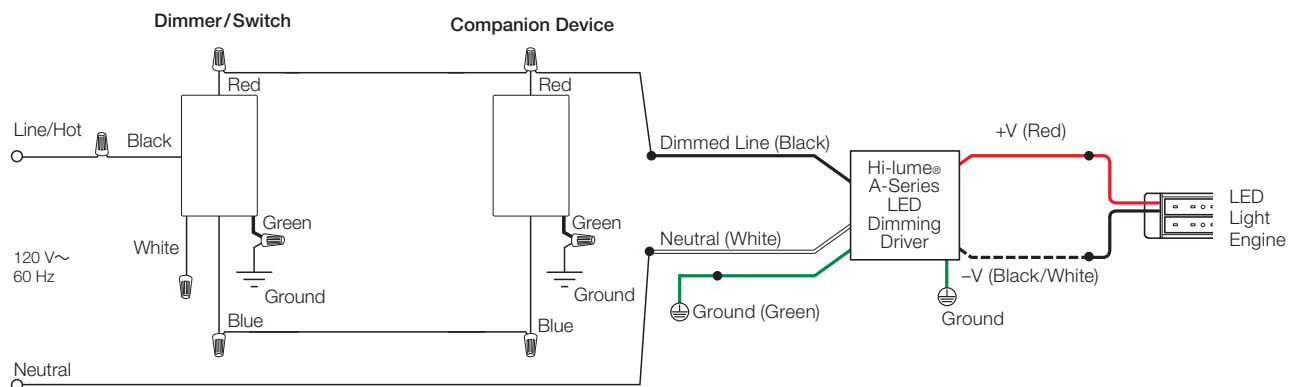 Dimmer/Switch
Companion Device
Red
Red
Line/Hot
Black
Dimmed Line (Black)
+V (Red)
Hi-lume®
A-Series
LED
Dimming
Driver
LED
Light
Engine
Green
Green
White
Neutral (White)
120 V~
60 Hz
Ground
Ground
–V (Black/White)
Ground (Green)
Ground
Blue
Blue
Neutral